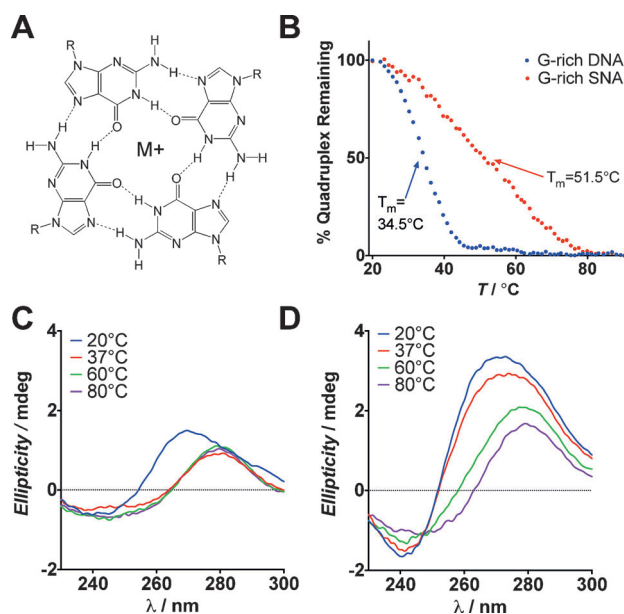 A
R
N
N
N
N
H
N
H
H
O
N
R
N
N
H
O
N
N
H
N
H
M+
H
N
H
N
O
N
N
N
R
H
O
H
N
N
N
R
N
H
N
H
B
% Quadruplex Remaining
100
50
0
20
40
60
80
T / °C
G-rich DNA
G-rich SNA
Tm=51.5°C
Tm=
34.5°C
C
Ellipticity / mdeg
4
2
0
-2
240
260
280
300
λ / nm
20°C
37°C
60°C
80°C
D
Ellipticity / mdeg
4
2
0
-2
240
260
280
300
λ / nm
20°C
37°C
60°C
80°C